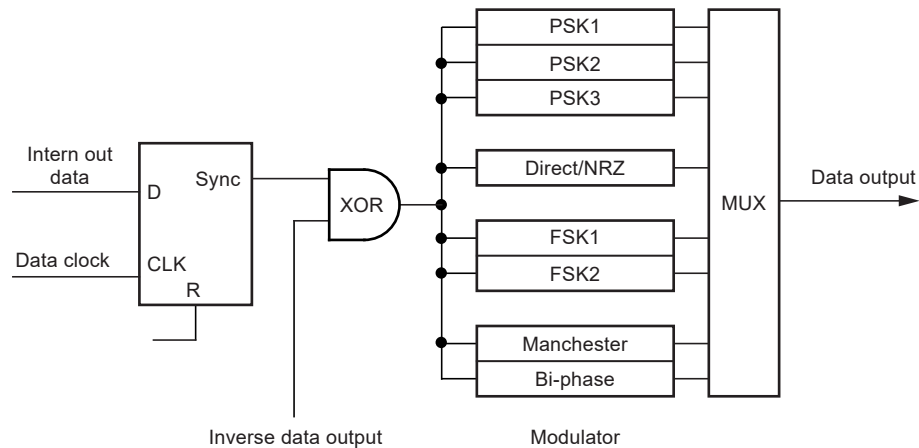 PSK1
PSK2
PSK3
Intern out
data
D
Sync
XOR
Direct/NRZ
MUX
Data output
Data clock
CLK
R
FSK1
FSK2
Manchester
Bi-phase
Inverse data output
Modulator